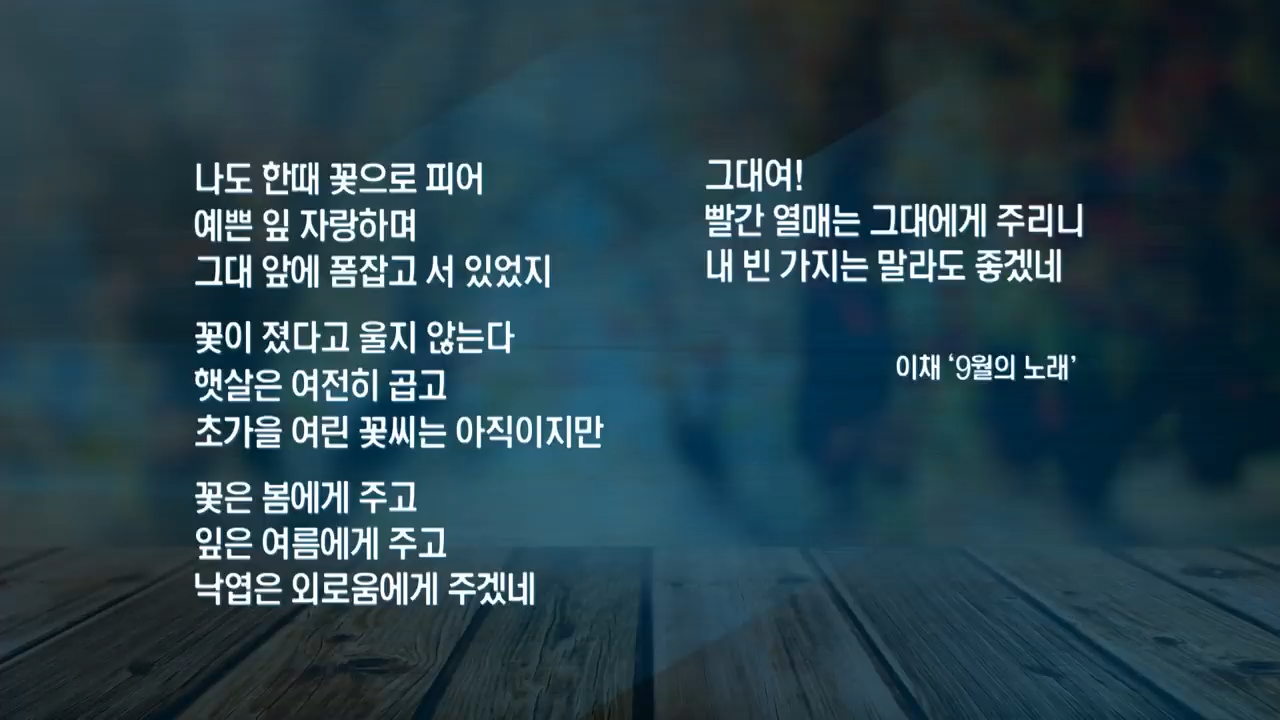 나도 한때 꽃으로 피어
예쁜 잎 자랑하며
그대 앞에 폼잡고 서 있었지
꽃이 졌다고 울지 않는다
햇살은 여전히 곱고
초가을 여린 꽃씨는 아직이지만
꽃은 봄에게 주고
잎은 여름에게 주고
낙엽은 외로움에게 주겠네
그대여!
빨간 열매는 그대에게 주리니
내 빈 가지는 말라도 좋겠네
이채 ‘9월의 노래’